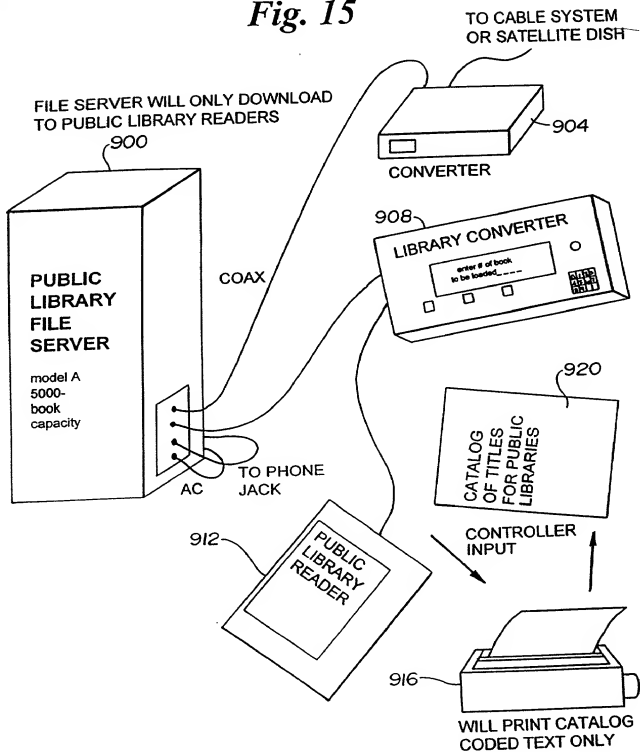 Fig. 15
TO CABLE SYSTEM
OR SATELLITE DISH
FILE SERVER WILL ONLY DOWNLOAD
TO PUBLIC LIBRARY READERS
900
904
CONVERTER
908
LIBRARY CONVERTER
enter # of book
to be loaded____
COAX
PUBLIC
LIBRARY
FILE
SERVER
model A
5000-
book
capacity
920
CATALOG
OF TITLES
FOR PUBLIC
LIBRARIES
AC
TO PHONE
JACK
912
PUBLIC
LIBRARY
READER
CONTROLLER
INPUT
916
WILL PRINT CATALOG
CODED TEXT ONLY